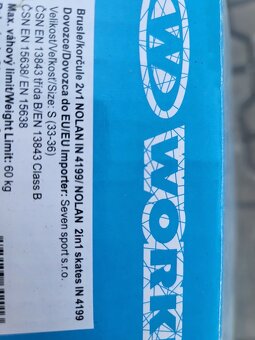 Brusle/korčule 2v1 NOLAN IN 4199/ NOLAN 2in1 skates IN 4199
Dovozce/Dovozca do EU/EU Importer: Seven sport s.r.o.
Velikost/Veľkosť/Size: S (33-36)
ČSN EN 13843 třída B/EN 13843 Class B
ČSN EN 15638/ EN 15638
Max. váhový limit/Weight Limit: 60 kg
W WORK